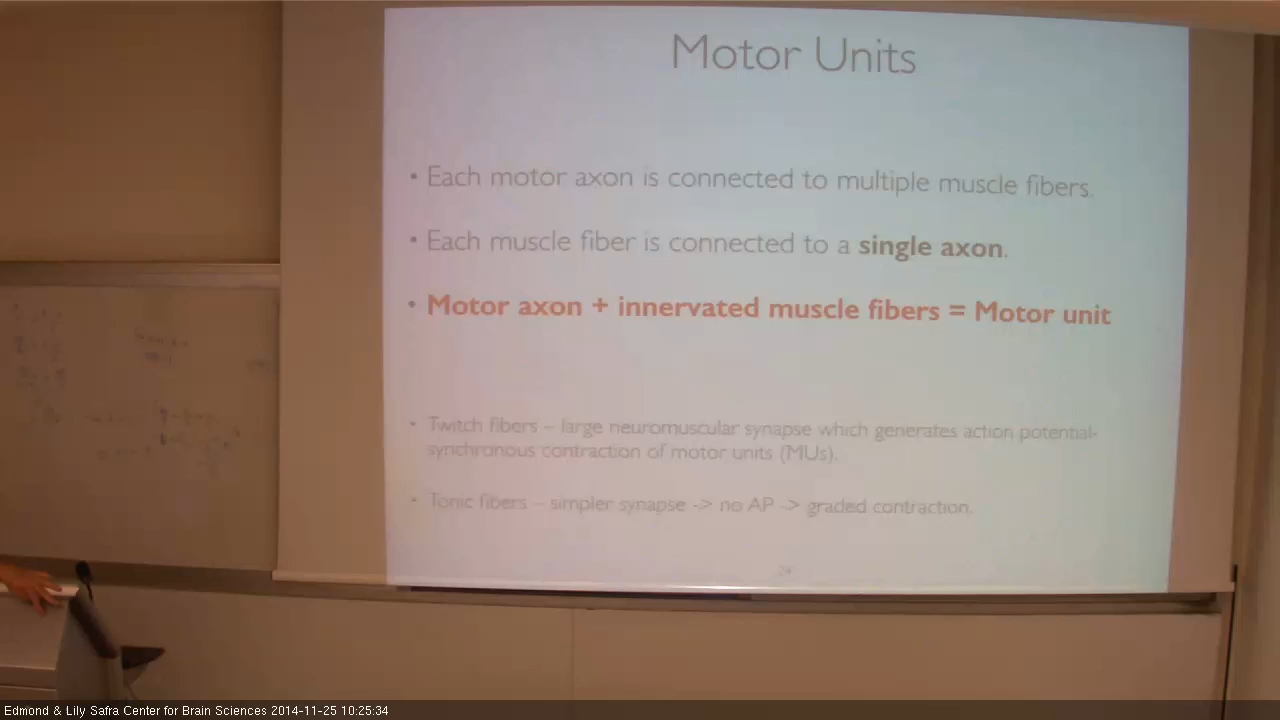 Motor Units
• Each motor axon is connected to multiple muscle fibers.
• Each muscle fiber is connected to a single axon.
• Motor axon + innervated muscle fibers = Motor unit
• Twitch fibers – large neuromuscular synapse which generates action potential-
synchronous contraction of motor units (MUs).
• Tonic fibers – simpler synapse -> no AP -> graded contraction.
Edmond & Lily Safra Center for Brain Sciences 2014-11-25 10:25:34